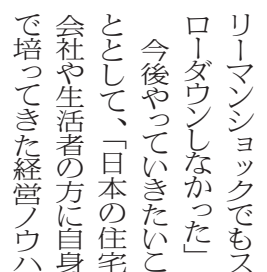 リーマンショックでもス
ローダウンしなかった」
　今後やっていきたいこ
ととして、「日本の住宅
会社や生活者の方に自身
で培ってきた経営ノウハ